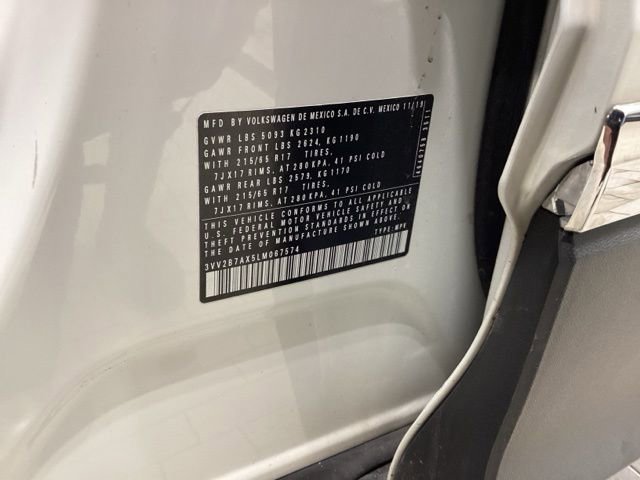 MFD BY VOLKSWAGEN DE MEXICO S.A. DE C.V. MEXICO 11/19
GVWR LBS 5093 KG 2310
GAWR FRONT LBS 2624, KG 1190
WITH 215/65 R17 TIRES,
7JX17 RIMS, AT 280 KPA, 41 PSI COLD
GAWR REAR LBS 2579, KG 1170
WITH 215/65 R17 TIRES,
7JX17 RIMS, AT 280 KPA, 41 PSI COLD
THIS VEHICLE CONFORMS TO ALL APPLICABLE
U.S. FEDERAL MOTOR VEHICLE SAFETY AND
THEFT PREVENTION STANDARDS IN EFFECT ON
DATE OF MANUFACTURE SHOWN ABOVE.
TYPE: MPV
3VV2B7AX5LM067574